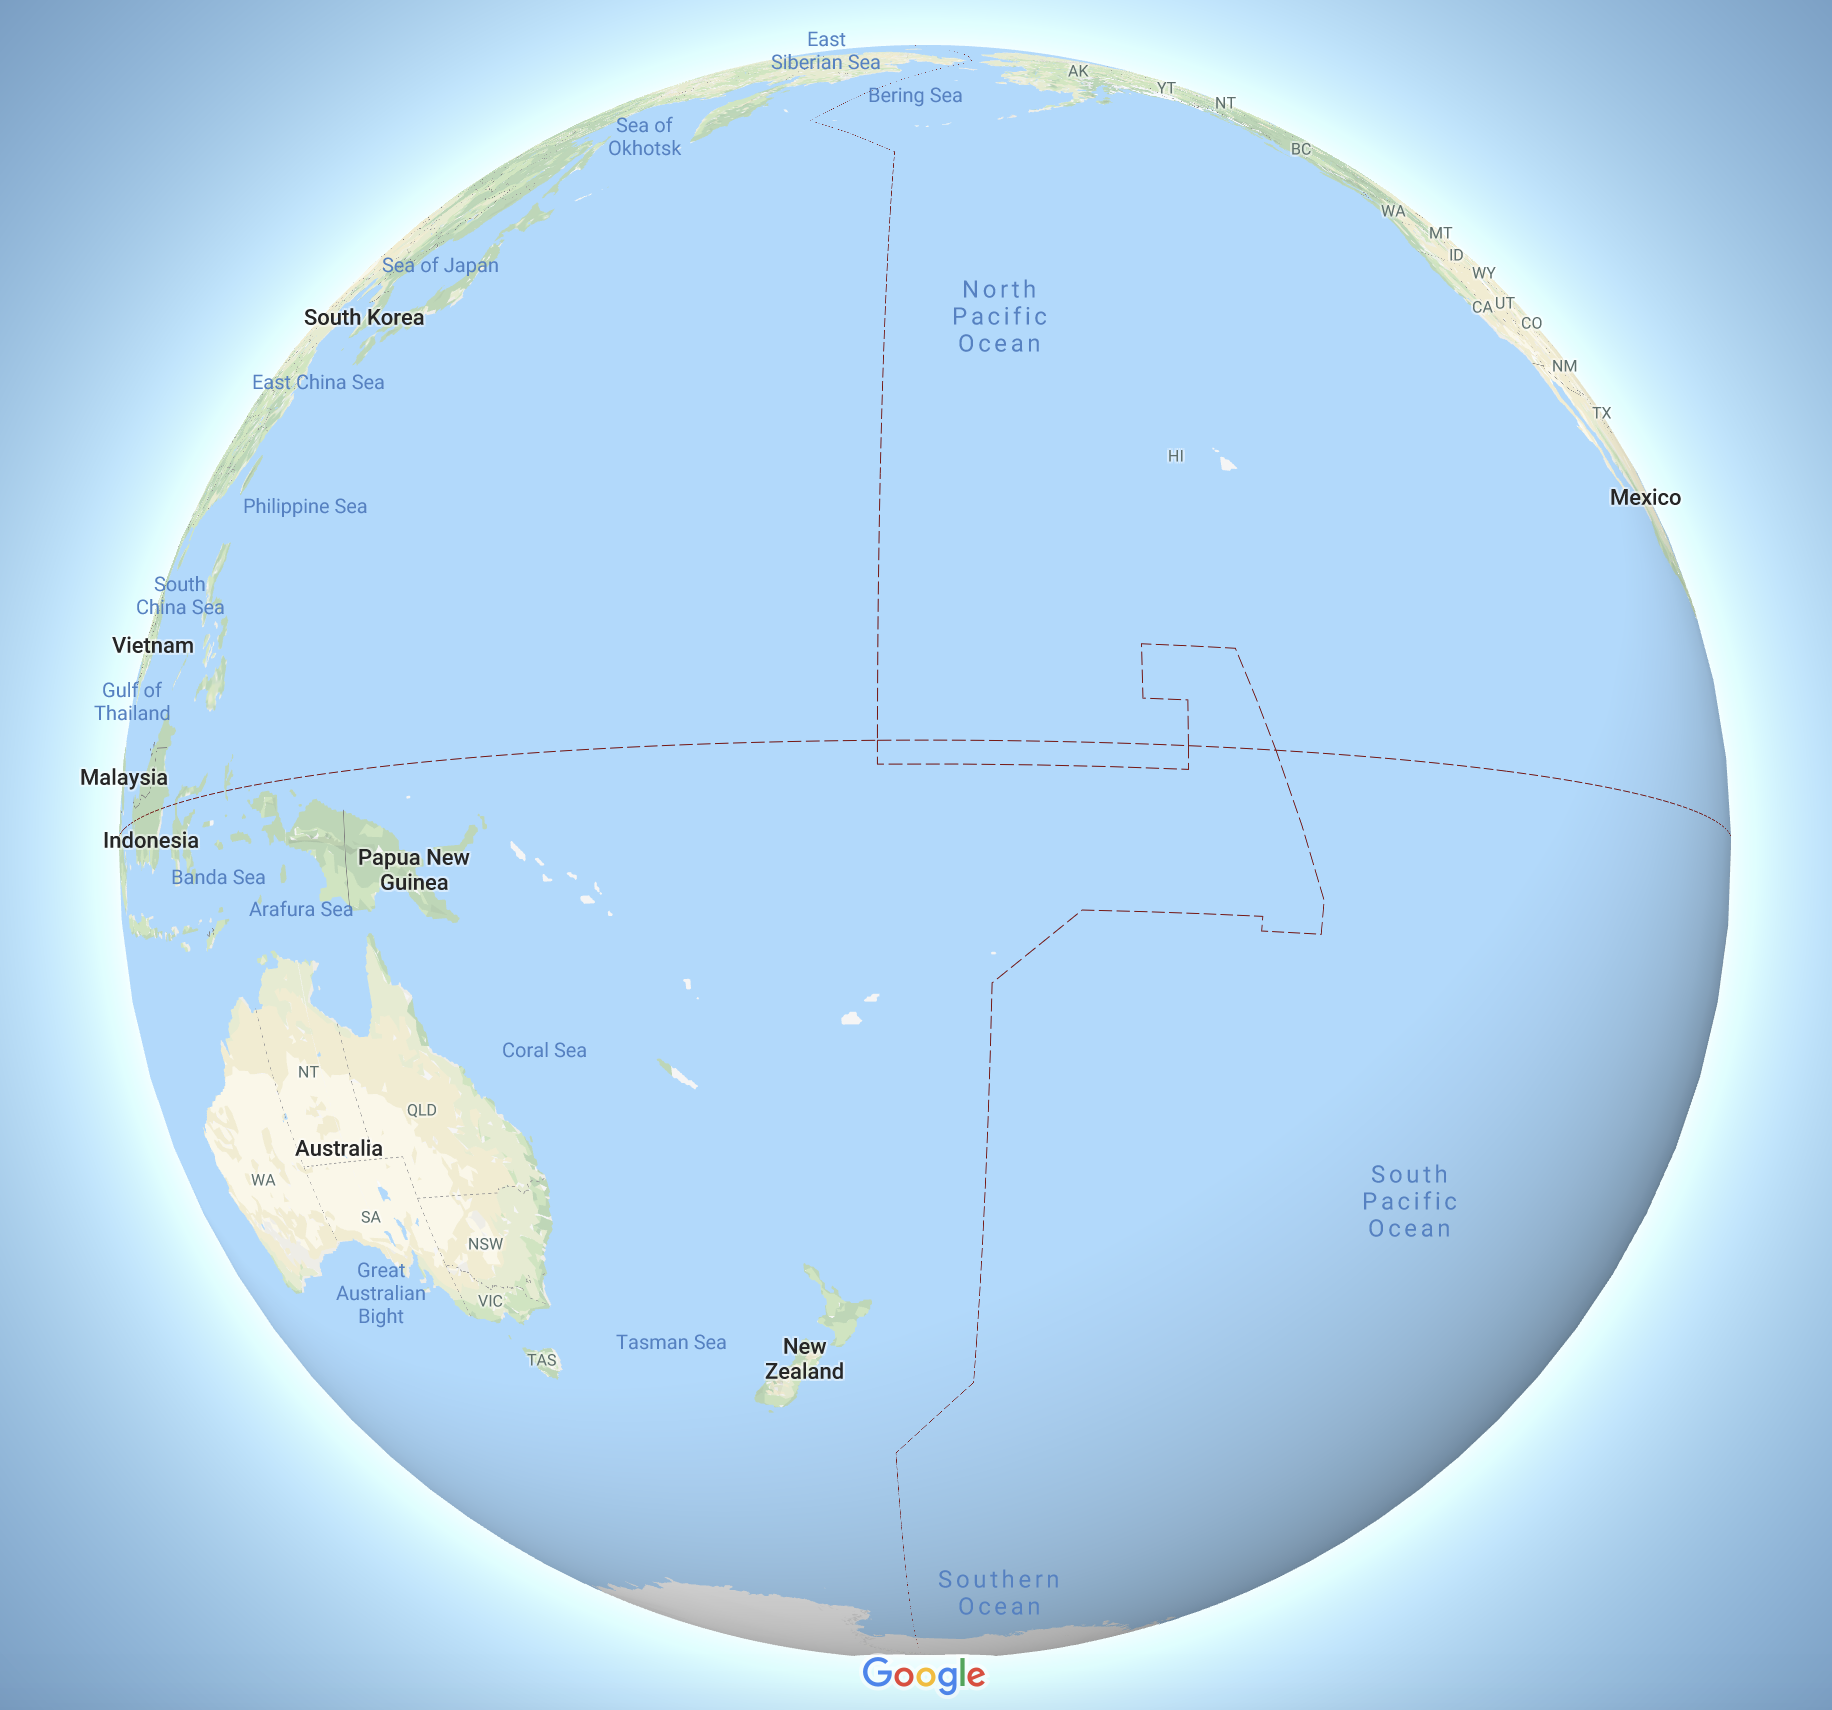 East
Siberian Sea
AK
Bering Sea
YT
NT
Sea of
Okhotsk
BC
WA
MT
ID
WY
Sea of Japan
CA
UT
North
Pacific
Ocean
South Korea
CO
NM
East China Sea
TX
HI
Mexico
Philippine Sea
South
China Sea
Vietnam
Gulf of
Thailand
Malaysia
Indonesia
Papua New
Guinea
Banda Sea
Arafura Sea
Coral Sea
NT
QLD
Australia
WA
South
Pacific
Ocean
SA
NSW
Great
Australian
Bight
VIC
Tasman Sea
New
Zealand
TAS
Southern
Ocean
Google